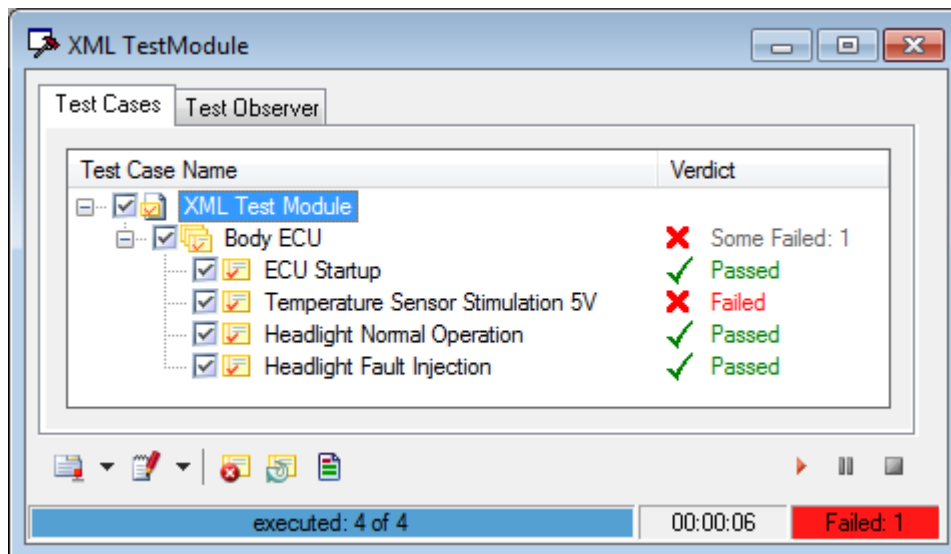 XML TestModule
Test Cases Test Observer
Test Case Name Verdict
XML Test Module
Body ECU Some Failed: 1
ECU Startup Passed
Temperature Sensor Stimulation 5V Failed
Headlight Normal Operation Passed
Headlight Fault Injection Passed
executed: 4 of 4 00:00:06 Failed: 1